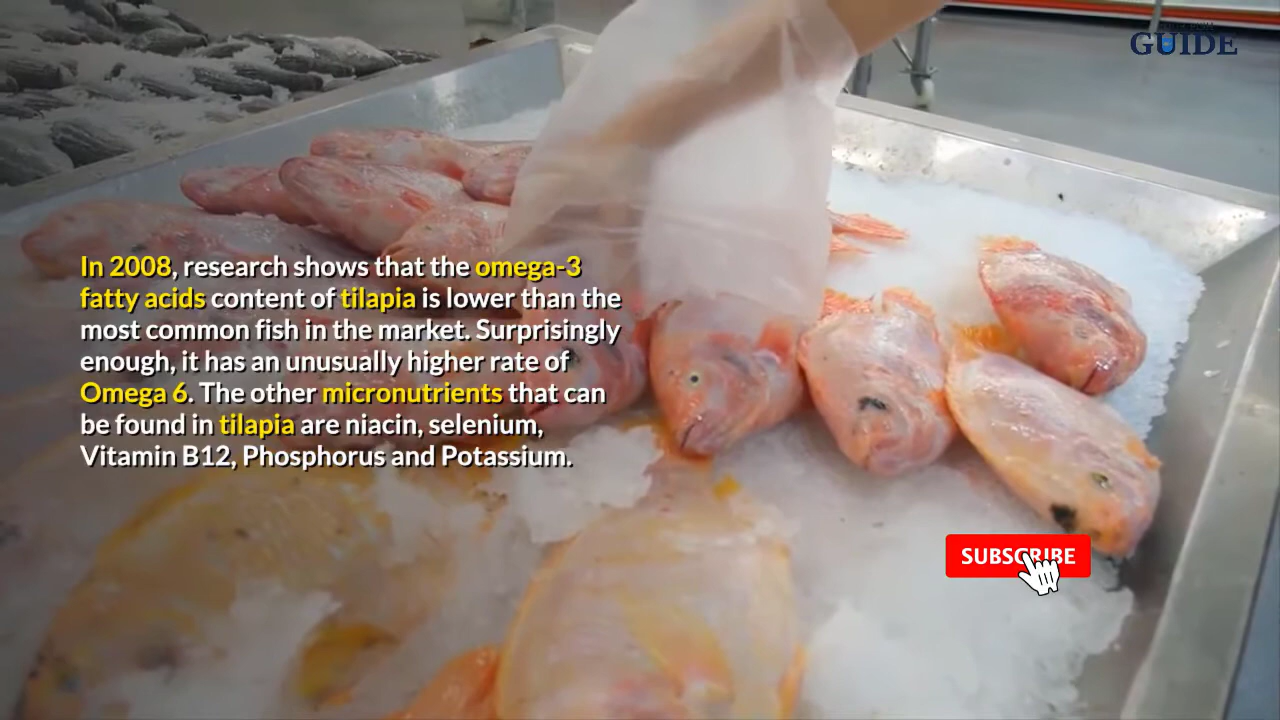 GUIDE
In 2008, research shows that the omega-3
fatty acids content of tilapia is lower than the
most common fish in the market. Surprisingly
enough, it has an unusually higher rate of
Omega 6. The other micronutrients that can
be found in tilapia are niacin, selenium,
Vitamin B12, Phosphorus and Potassium.
SUBSCRIBE